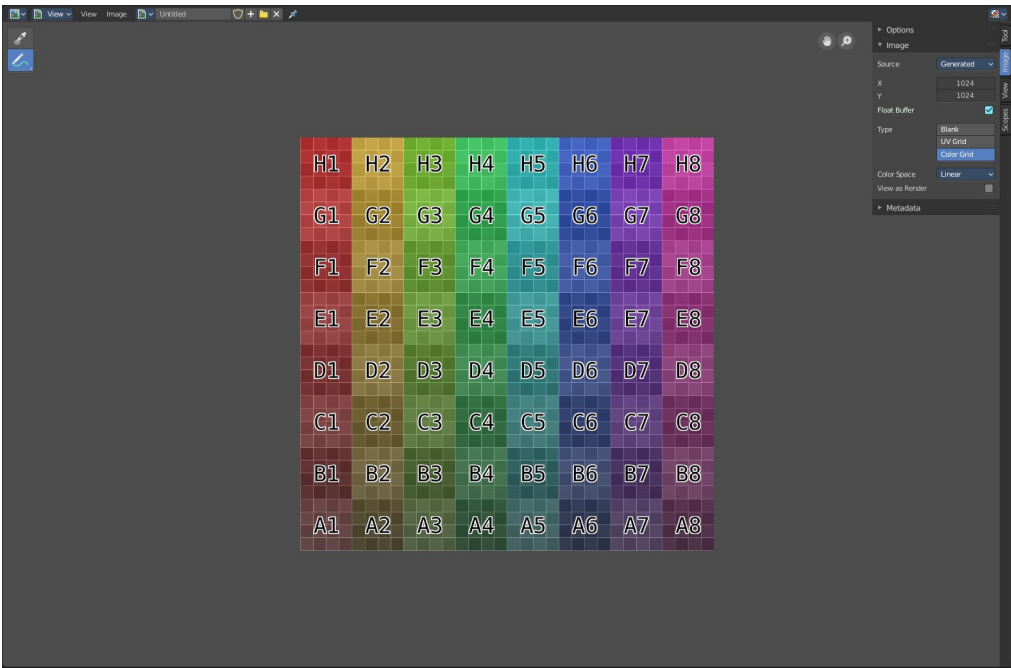 View View Image Untitled
Options
Image
Source Generated
X 1024
Y 1024
Float Buffer
Type Blank
UV Grid
Color Grid
Color Space Linear
View as Render
Metadata
Tool
Image
View
Scopes
H1 H2 H3 H4 H5 H6 H7 H8
G1 G2 G3 G4 G5 G6 G7 G8
F1 F2 F3 F4 F5 F6 F7 F8
E1 E2 E3 E4 E5 E6 E7 E8
D1 D2 D3 D4 D5 D6 D7 D8
C1 C2 C3 C4 C5 C6 C7 C8
B1 B2 B3 B4 B5 B6 B7 B8
A1 A2 A3 A4 A5 A6 A7 A8